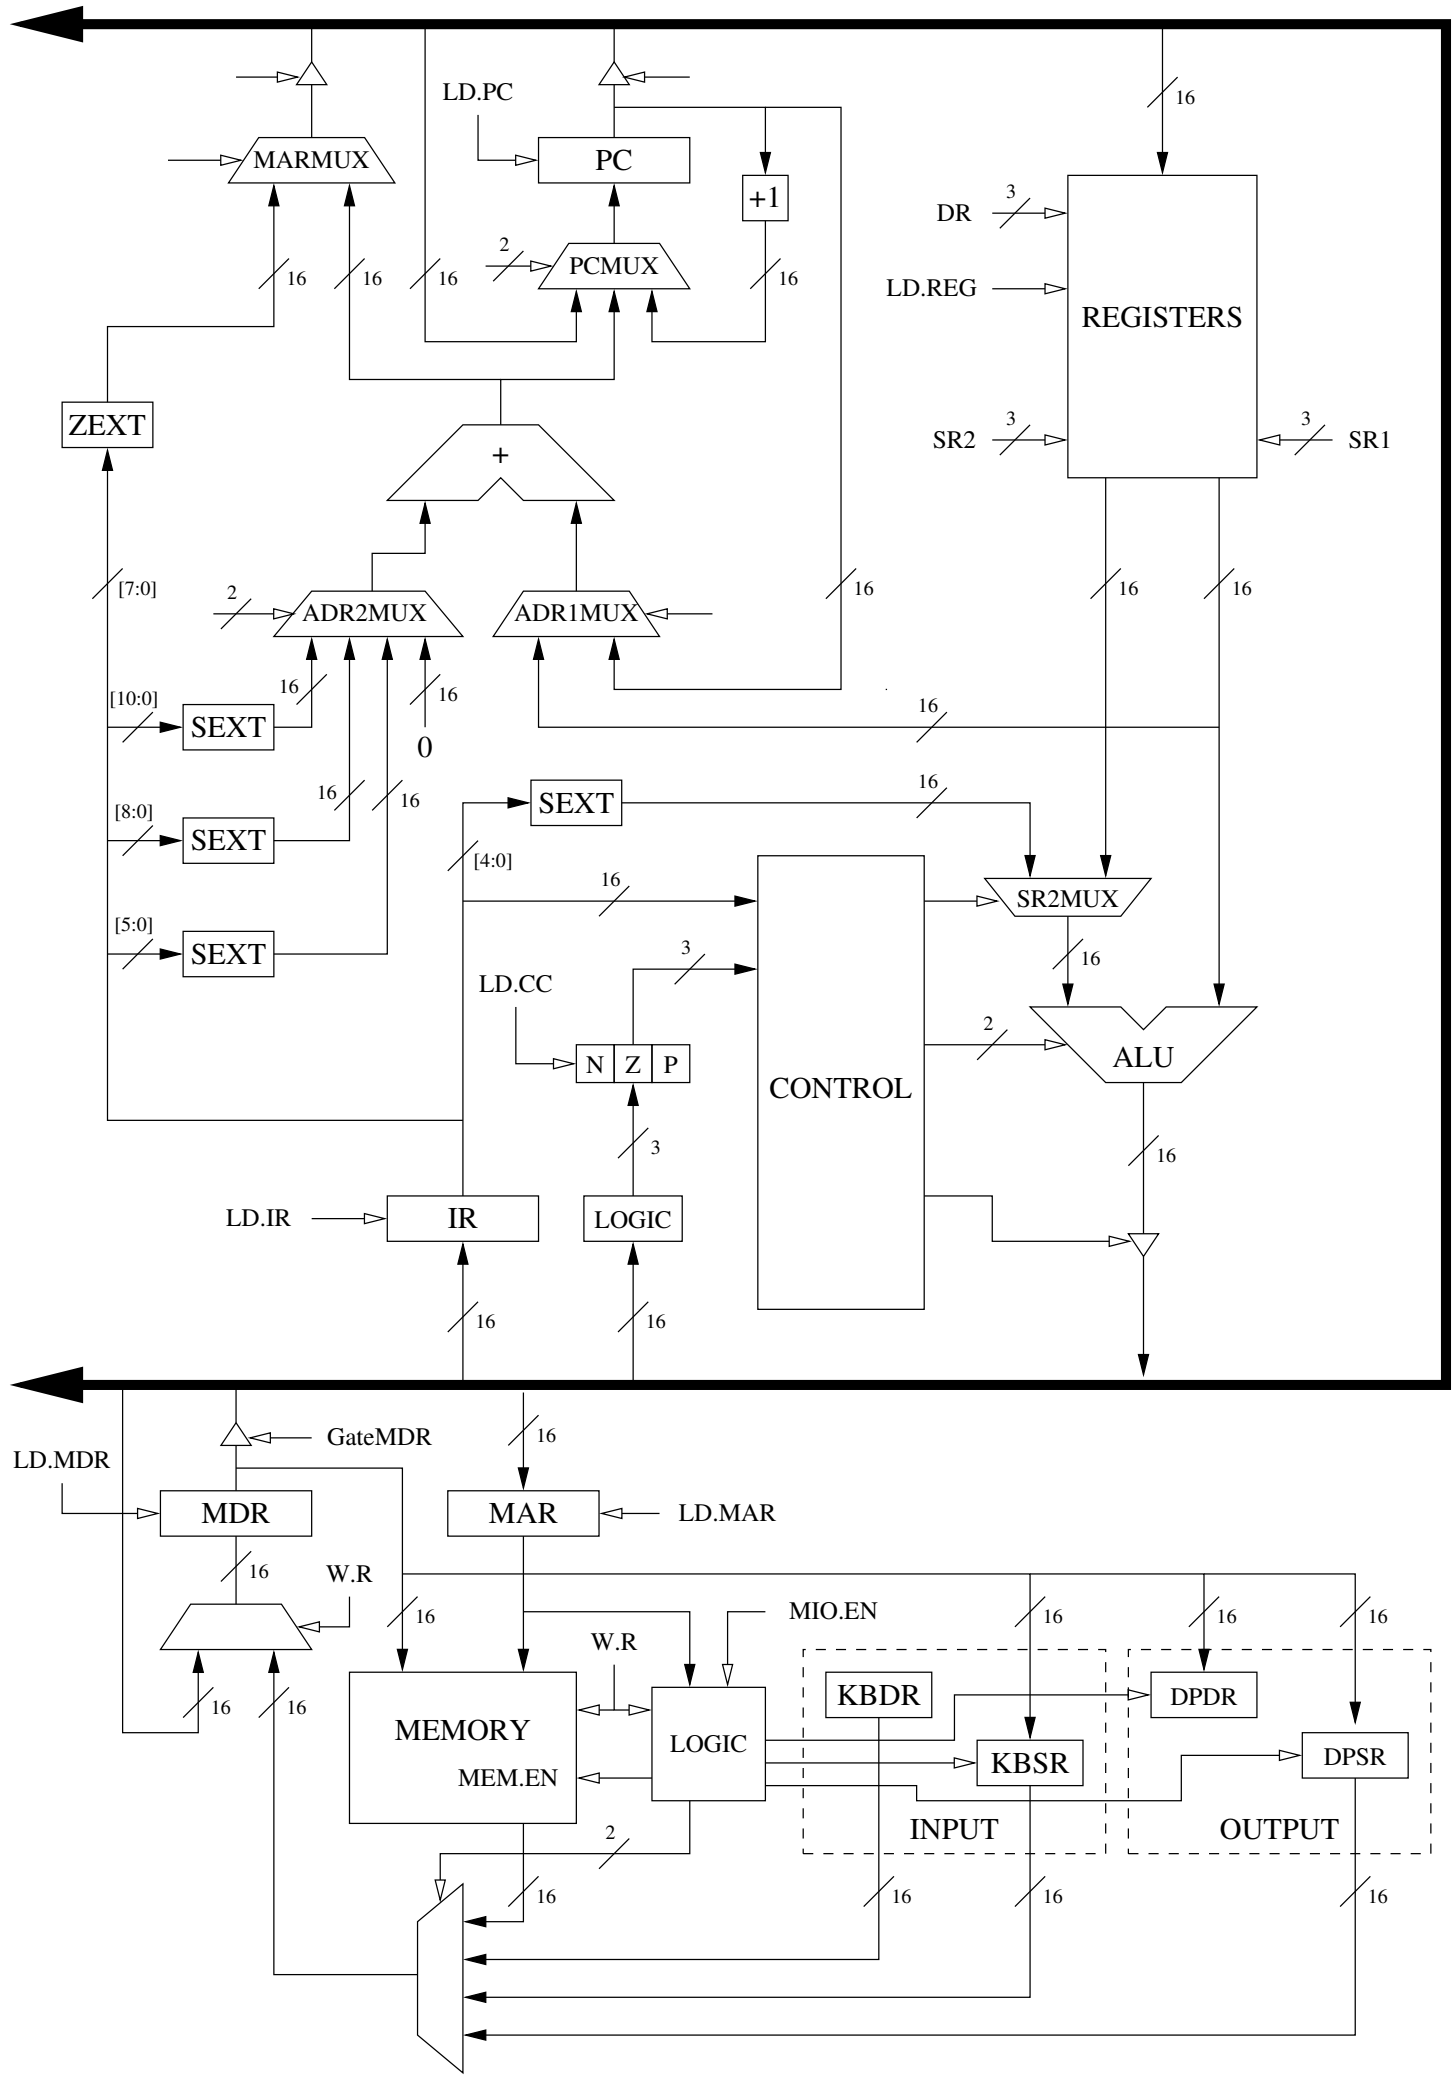 LD.PC
16
MARMUX
PC
+1
DR
3
2
PCMUX
16
16
16
16
LD.REG
REGISTERS
ZEXT
+
SR2
3
3
SR1
[7:0]
2
ADR2MUX
ADR1MUX
16
16
16
[10:0]
16
16
SEXT
0
16
[8:0]
16
16
SEXT
16
SEXT
[4:0]
16
SR2MUX
[5:0]
SEXT
3
16
LD.CC
2
N Z P
ALU
CONTROL
3
16
LD.IR
IR
LOGIC
16
16
GateMDR
16
LD.MDR
MDR
MAR
LD.MAR
16
W.R
16
MIO.EN
16
16
16
W.R
KBDR
DPDR
16
16
MEMORY
LOGIC
KBSR
DPSR
MEM.EN
2
INPUT
OUTPUT
16
16
16
16